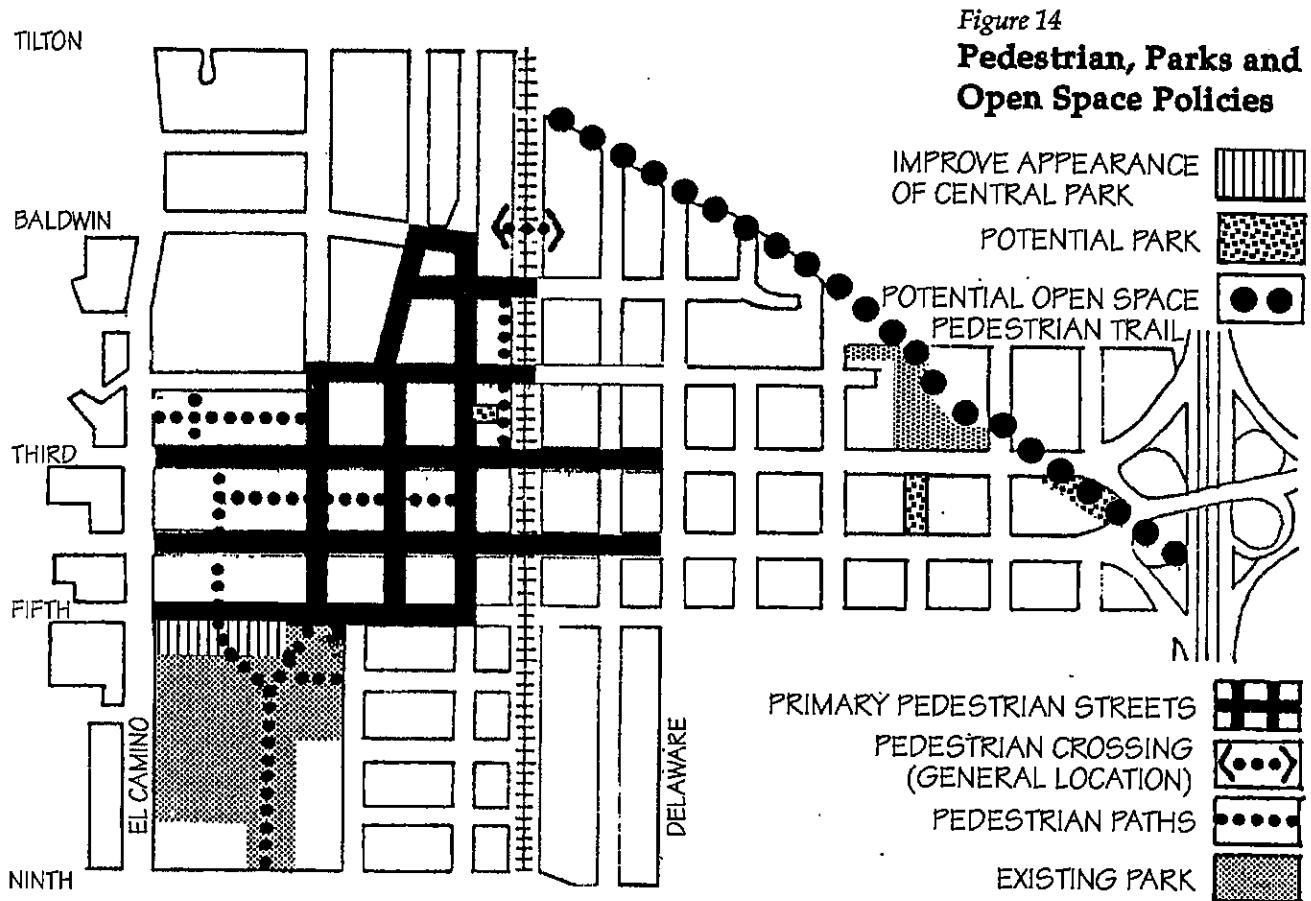 Figure 14
Pedestrian, Parks and
Open Space Policies
TILTON
IMPROVE APPEARANCE
OF CENTRAL PARK
BALDWIN
POTENTIAL PARK
POTENTIAL OPEN SPACE
PEDESTRIAN TRAIL
THIRD
FIFTH
PRIMARY PEDESTRIAN STREETS
PEDESTRIAN CROSSING
(GENERAL LOCATION)
EL CAMINO
DELAWARE
PEDESTRIAN PATHS
NINTH
EXISTING PARK